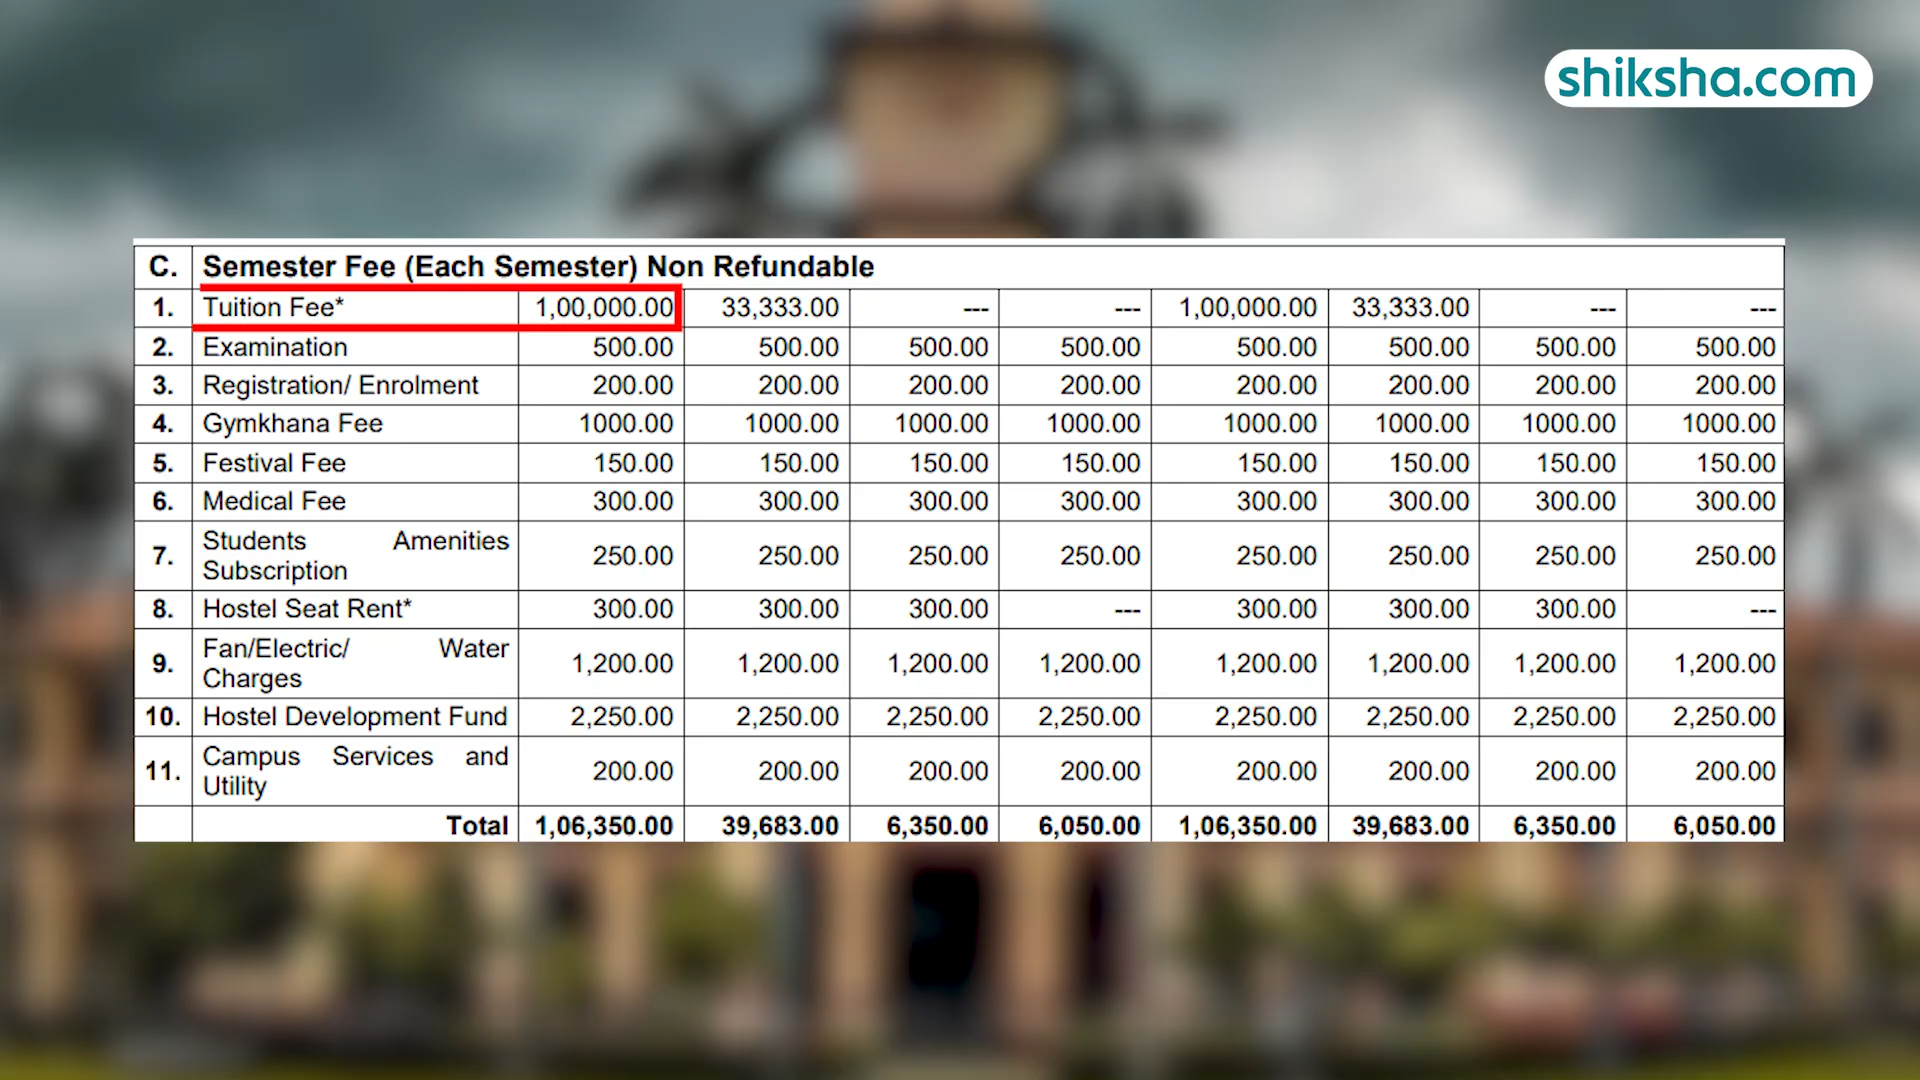 shiksha.com
C. Semester Fee (Each Semester) Non Refundable
1. Tuition Fee* 1,00,000.00 33,333.00 --- --- 1,00,000.00 33,333.00 --- ---
2. Examination 500.00 500.00 500.00 500.00 500.00 500.00 500.00 500.00
3. Registration/ Enrolment 200.00 200.00 200.00 200.00 200.00 200.00 200.00 200.00
4. Gymkhana Fee 1000.00 1000.00 1000.00 1000.00 1000.00 1000.00 1000.00 1000.00
5. Festival Fee 150.00 150.00 150.00 150.00 150.00 150.00 150.00 150.00
6. Medical Fee 300.00 300.00 300.00 300.00 300.00 300.00 300.00 300.00
7. Students Amenities
Subscription 250.00 250.00 250.00 250.00 250.00 250.00 250.00 250.00
8. Hostel Seat Rent* 300.00 300.00 300.00 --- 300.00 300.00 300.00 ---
9. Fan/Electric/ Water
Charges 1,200.00 1,200.00 1,200.00 1,200.00 1,200.00 1,200.00 1,200.00 1,200.00
10. Hostel Development Fund 2,250.00 2,250.00 2,250.00 2,250.00 2,250.00 2,250.00 2,250.00 2,250.00
11. Campus Services and
Utility 200.00 200.00 200.00 200.00 200.00 200.00 200.00 200.00
Total 1,06,350.00 39,683.00 6,350.00 6,050.00 1,06,350.00 39,683.00 6,350.00 6,050.00